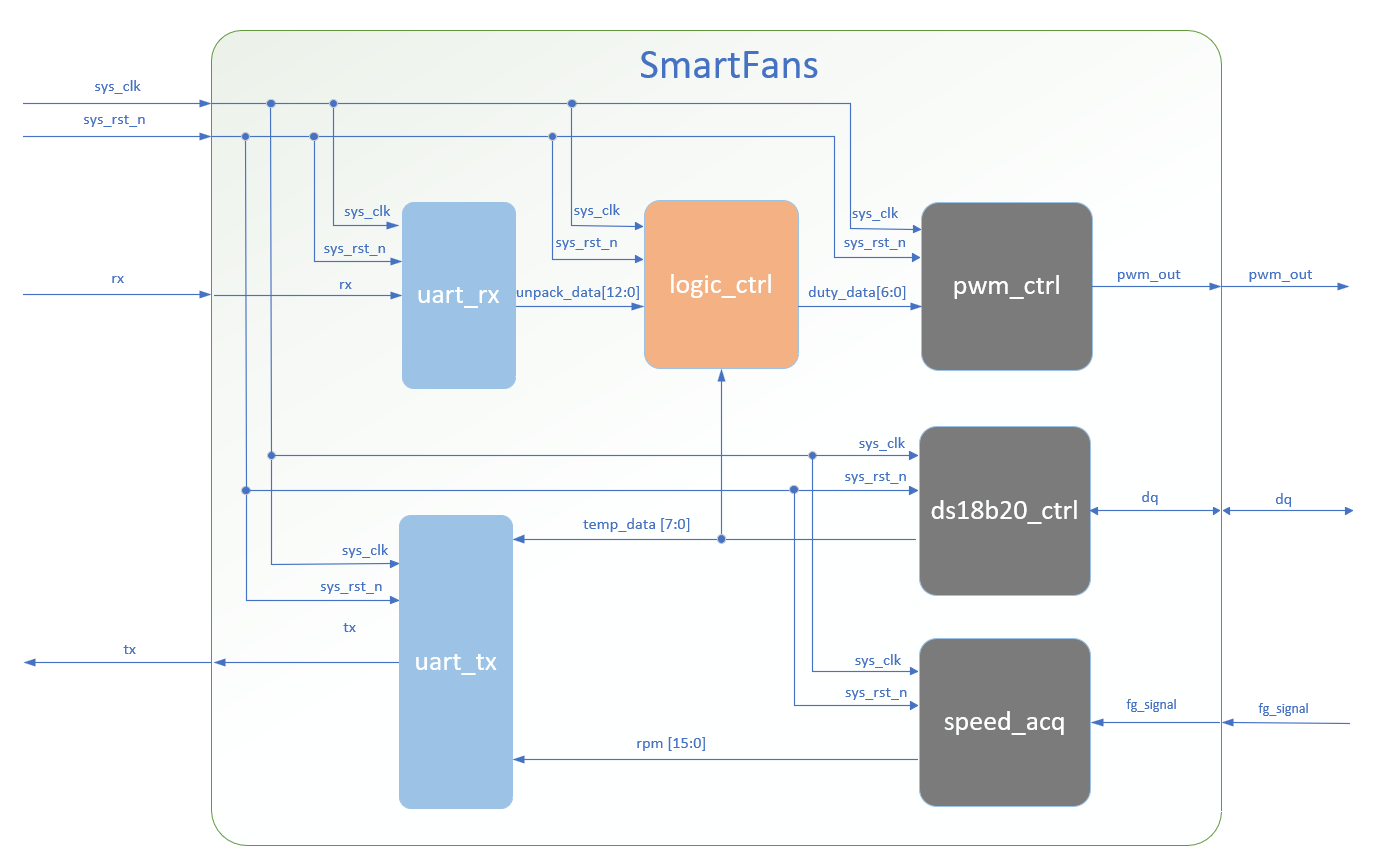 SmartFans
sys_clk
sys_rst_n
sys_clk
sys_clk
sys_clk
sys_rst_n
sys_rst_n
sys_rst_n
rx
rx
uart_rx
unpack_data[12:0]
logic_ctrl
duty_data[6:0]
pwm_ctrl
pwm_out
pwm_out
sys_clk
sys_rst_n
ds18b20_ctrl
dq
dq
temp_data [7:0]
sys_clk
sys_rst_n
tx
tx
uart_tx
sys_clk
sys_rst_n
speed_acq
fg_signal
fg_signal
rpm [15:0]